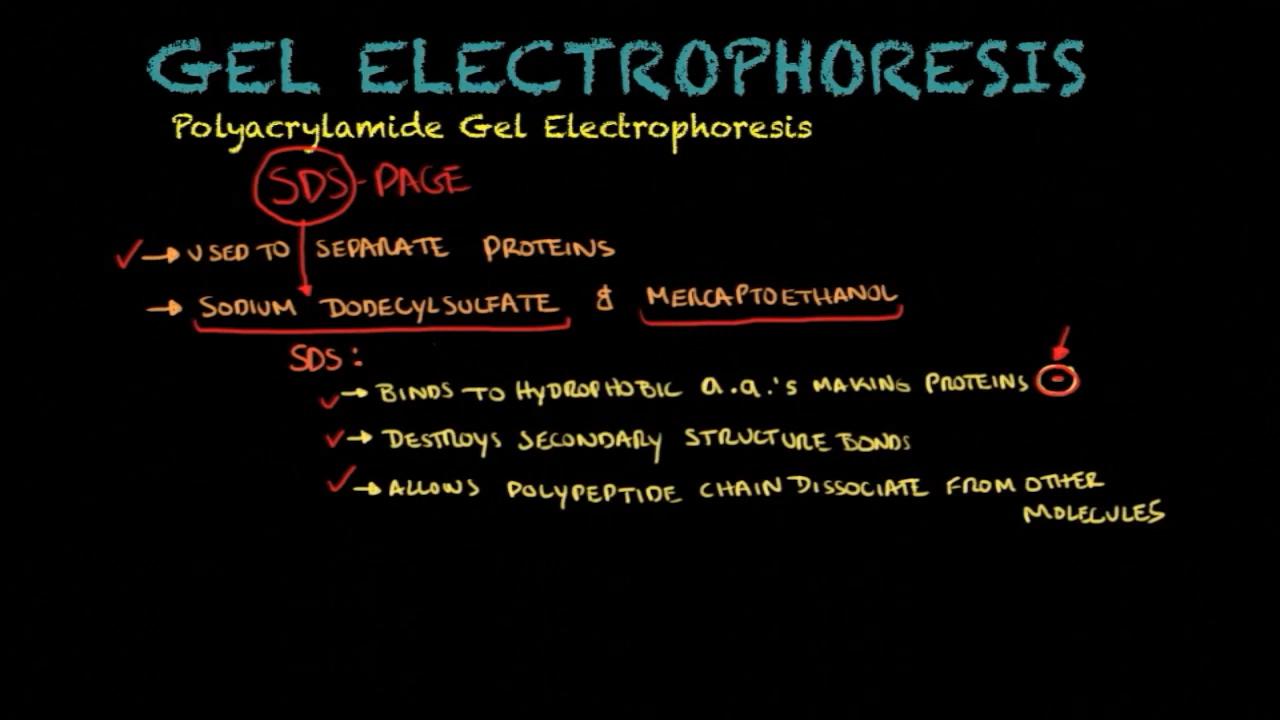 GEL ELECTROPHORESIS
Polyacrylamide Gel Electrophoresis
SDS-PAGE
✓ → USED TO SEPARATE PROTEINS
→ SODIUM DODECYLSULFATE & MERCAPTOETHANOL
SDS:
✓ → BINDS TO HYDROPHOBIC a.a.'s MAKING PROTEINS -
✓ → DESTROYS SECONDARY STRUCTURE BONDS
✓ → ALLOWS POLYPEPTIDE CHAIN DISSOCIATE FROM OTHER
MOLECULES